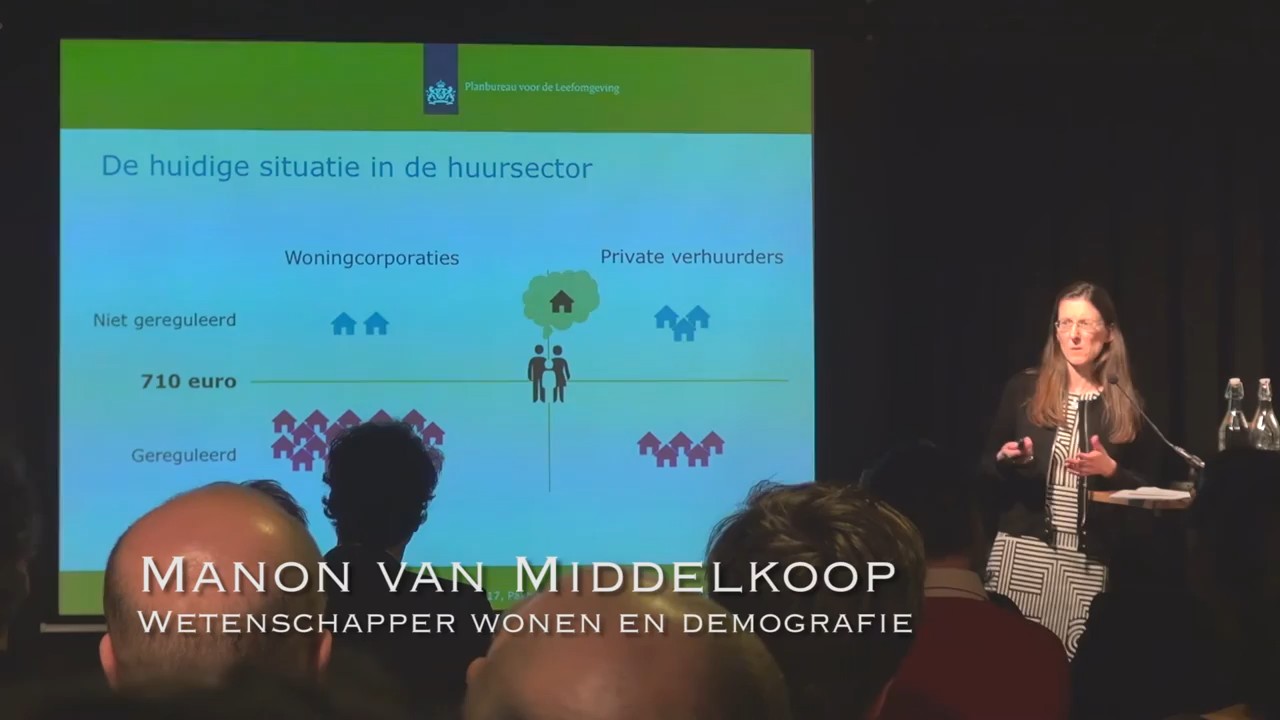 Planbureau voor de Leefomgeving
De huidige situatie in de huursector
Woningcorporaties
Private verhuurders
Niet gereguleerd
710 euro
Gereguleerd
MANON VAN MIDDELKOOP
WETENSCHAPPER WONEN EN DEMOGRAFIE